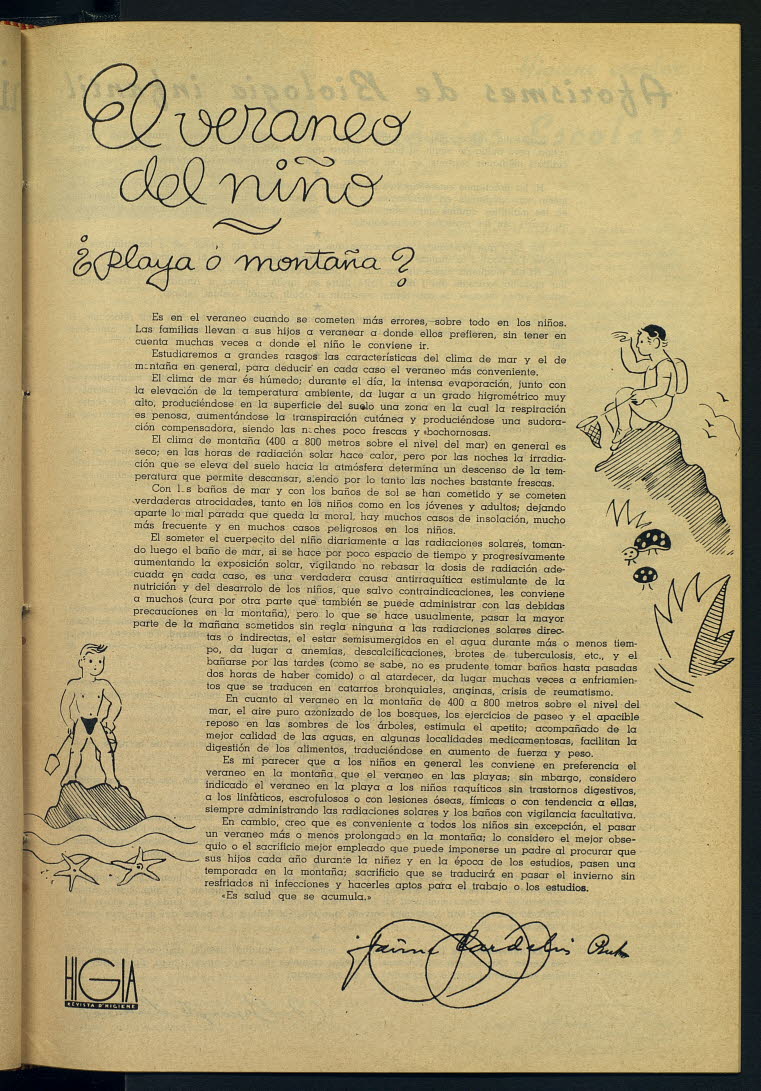 El veraneo
del niño
¿Playa ó montaña?
Es en el veraneo cuando se cometen más errores, sobre todo en los niños.
Las familias llevan a sus hijos a veranear a donde ellos prefieren, sin tener en
cuenta muchas veces a donde el niño le conviene ir.
Estudiaremos a grandes rasgos las características del clima de mar y el de
montaña en general, para deducir en cada caso el veraneo más conveniente.
El clima de mar és húmedo; durante el día, la intensa evaporación, junto con
la elevación de la temperatura ambiente, da lugar a un grado higrométrico muy
alto, produciéndose en la superficie del suelo una zona en la cual la respiración
es penosa, aumentándose la transpiración cutánea y produciéndose una sudora-
ción compensadora, siendo las noches poco frescas y bochornosas.
El clima de montaña (400 a 800 metros sobre el nivel del mar) en general es
seco; en las horas de radiación solar hace calor, pero por las noches la irradia-
ción que se eleva del suelo hacia la atmósfera determina un descenso de la tem-
peratura que permite descansar, siendo por lo tanto las noches bastante frescas.
Con los baños de mar y con los baños de sol se han cometido y se cometen
verdaderas atrocidades, tanto en los niños como en los jóvenes y adultos; dejando
aparte lo mal parada que queda la moral, hay muchos casos de insolación, mucho
más frecuente y en muchos casos peligrosos en los niños.
El someter el cuerpecito del niño diariamente a las radiaciones solares, toman-
do luego el baño de mar, si se hace por poco espacio de tiempo y progresivamente
aumentando la exposición solar, vigilando no rebasar la dosis de radiación ade-
cuada en cada caso, es una verdadera causa antirraquítica estimulante de la
nutrición y del desarrolo de los niños, que salvo contraindicaciones, les conviene
a muchos (cura por otra parte que también se puede administrar con las debidas
precauciones en la montaña), pero lo que se hace usualmente, pasar la mayor
parte de la mañana sometidos sin regla ninguna a las radiaciones solares direc-
tas o indirectas, el estar semisumergidos en el agua durante más o menos tiem-
po, da lugar a anemias, descalcificaciones, brotes de tuberculosis, etc., y el
bañarse por las tardes (como se sabe, no es prudente tomar baños hasta pasadas
dos horas de haber comido) o al atardecer, da lugar muchas veces a enfriamien-
tos que se traducen en catarros bronquiales, anginas, crisis de reumatismo.
En cuanto al veraneo en la montaña de 400 a 800 metros sobre el nivel del
mar, el aire puro azonizado de los bosques, los ejercicios de paseo y el apacible
reposo en las sombras de los árboles, estimula el apetito; acompañado de la
mejor calidad de las aguas, en algunas localidades medicamentosas, facilitan la
digestión de los alimentos, traduciéndose en aumento de fuerza y peso.
Es mi parecer que a los niños en general les conviene en preferencia el
veraneo en la montaña que el veraneo en las playas; sin mbargo, considero
indicado el veraneo en la playa a los niños raquíticos sin trastornos digestivos,
a los linfáticos, escrofulosos o con lesiones óseas, fímicas o con tendencia a ellas,
siempre administrando las radiaciones solares y los baños con vigilancia facultativa.
En cambio, creo que es conveniente a todos los niños sin excepción, el pasar
un veraneo más o menos prolongado en la montaña; lo considero el mejor obse-
quio o el sacrificio mejor empleado que puede imponerse un padre al procurar que
sus hijos cada año durante la niñez y en la época de los estudios, pasen una
temporada en la montaña; sacrificio que se traducirá en pasar el invierno sin
resfriados ni infecciones y hacerles aptos para el trabajo o los estudios.
«Es salud que se acumula.»
Jaime
HIGIA
REVISTA D'HIGIENE